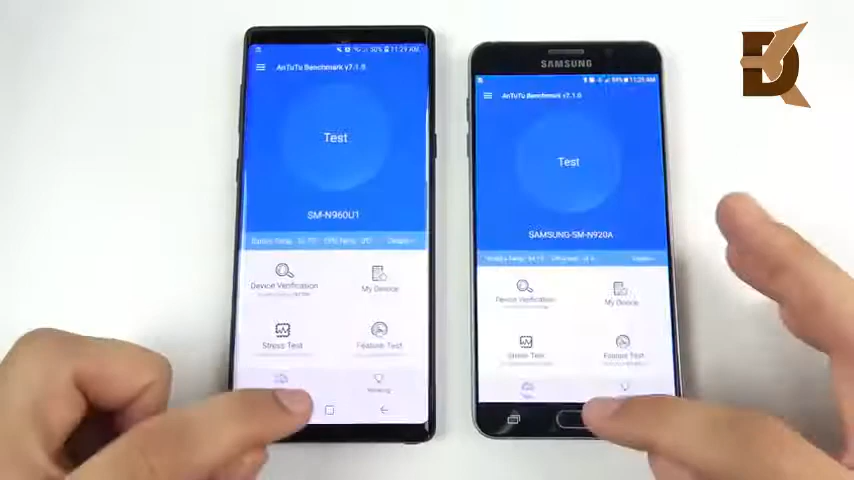 50% 11:29 AM
AnTuTu Benchmark v7.1.0
Test
SM-N960U1
Device Verification
My Device
Stress Test
Feature Test
SAMSUNG
11:29 AM
AnTuTu Benchmark v7.1.0
Test
SAMSUNG-SM-N920A
Device Verification
My Device
Stress Test
Feature Test